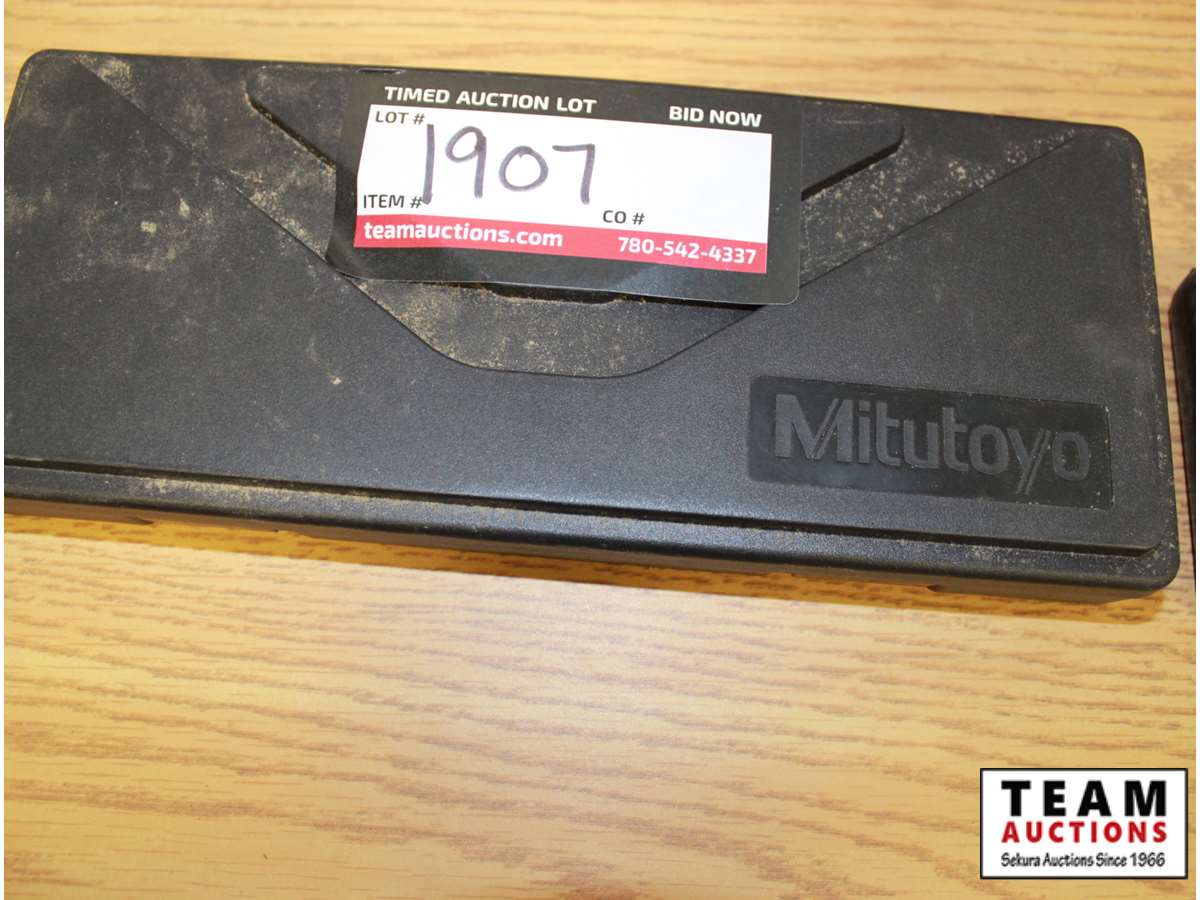 TIMED AUCTION LOT BID NOW
LOT #
1907
ITEM # CO #
teamauctions.com 780-542-4337
Mitutoyo
TEAM
AUCTIONS
Sekura Auctions Since 1966